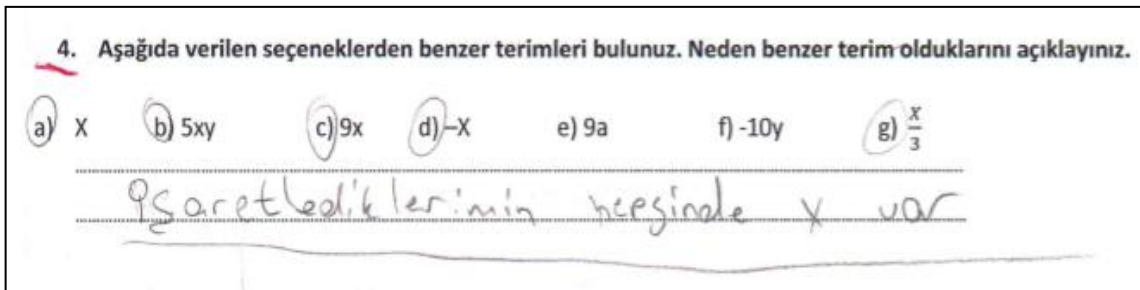 4. Aşağıda verilen seçeneklerden benzer terimleri bulunuz. Neden benzer terim olduklarını açıklayınız.
a) X b) 5xy c) 9x d) –X e) 9a f) -10y g) x/3
İşaretlediklerimin hepsinde x var